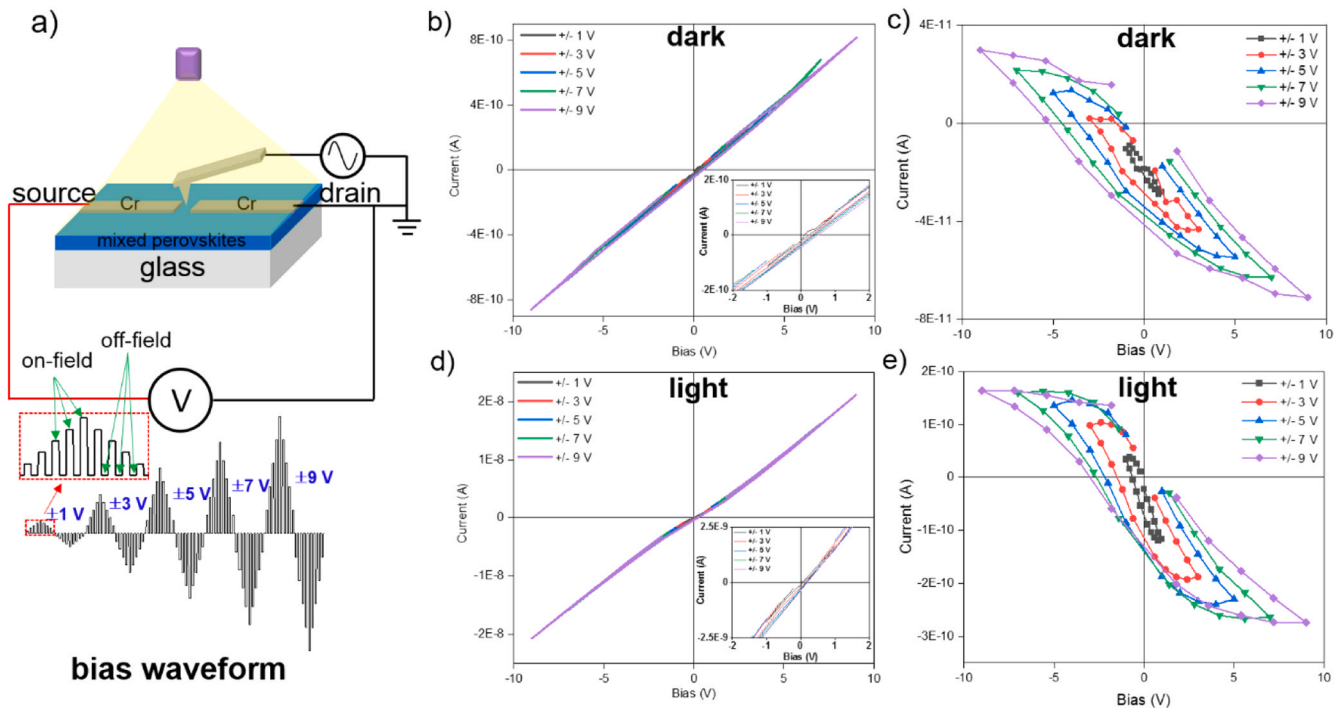 a)
source
drain
Cr
Cr
mixed perovskites
glass
on-field
off-field
V
±1 V
±3 V
±5 V
±7 V
±9 V
bias waveform
b)
dark
+/- 1 V
+/- 3 V
+/- 5 V
+/- 7 V
+/- 9 V
8E-10
4E-10
0
-4E-10
-8E-10
Current (A)
-10
-5
0
5
10
Bias (V)
2E-10
0
-2E-10
Current (A)
+/- 1 V
+/- 3 V
+/- 5 V
+/- 7 V
+/- 9 V
-2
-1
0
1
2
Bias (V)
c)
dark
+/- 1 V
+/- 3 V
+/- 5 V
+/- 7 V
+/- 9 V
4E-11
0
-4E-11
-8E-11
Current (A)
-10
-5
0
5
10
Bias (V)
d)
light
+/- 1 V
+/- 3 V
+/- 5 V
+/- 7 V
+/- 9 V
2E-8
1E-8
0
-1E-8
-2E-8
Current (A)
-10
-5
0
5
10
Bias (V)
2.5E-9
0
-2.5E-9
Current (A)
+/- 1 V
+/- 3 V
+/- 5 V
+/- 7 V
+/- 9 V
-2
-1
0
1
2
Bias (V)
e)
light
+/- 1 V
+/- 3 V
+/- 5 V
+/- 7 V
+/- 9 V
2E-10
1E-10
0
-1E-10
-2E-10
-3E-10
Current (A)
-10
-5
0
5
10
Bias (V)